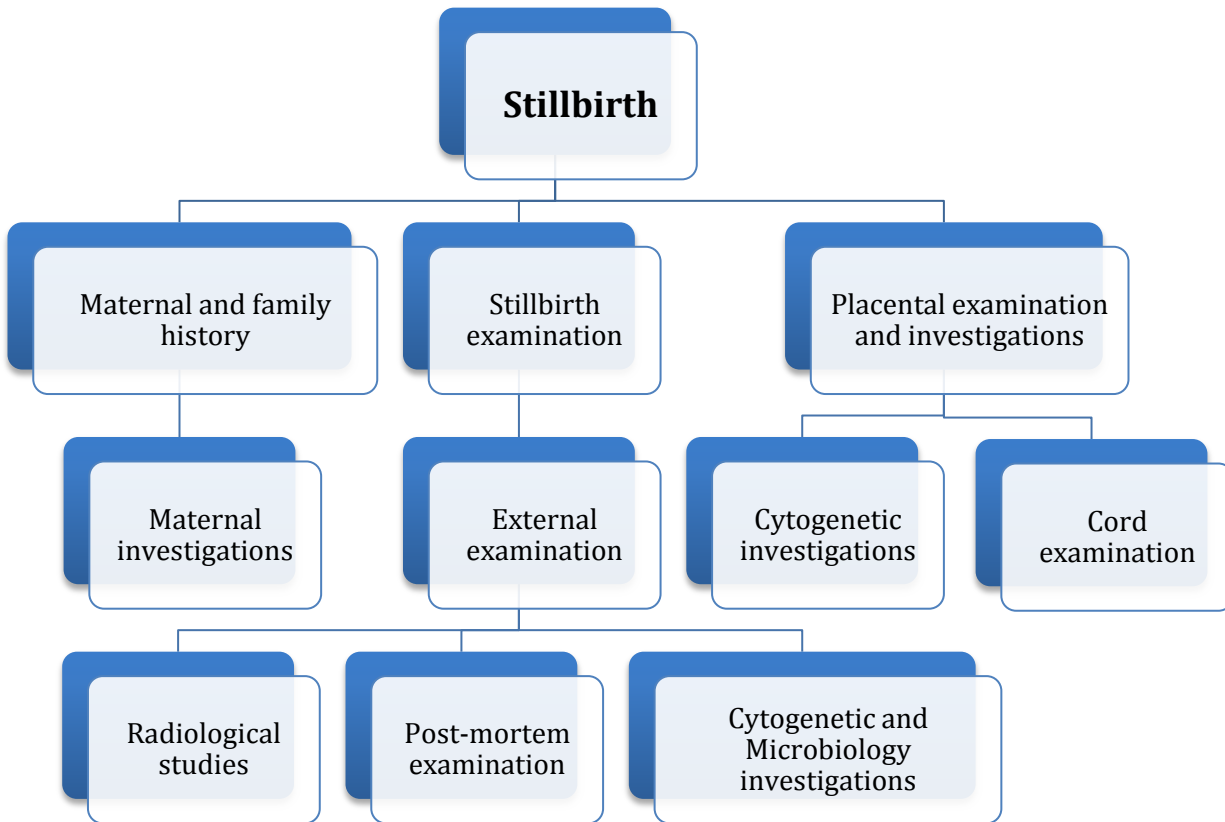 Stillbirth
Maternal and family
history
Stillbirth
examination
Placental examination
and investigations
Maternal
investigations
External
examination
Cytogenetic
investigations
Cord
examination
Radiological
studies
Post-mortem
examination
Cytogenetic and
Microbiology
investigations